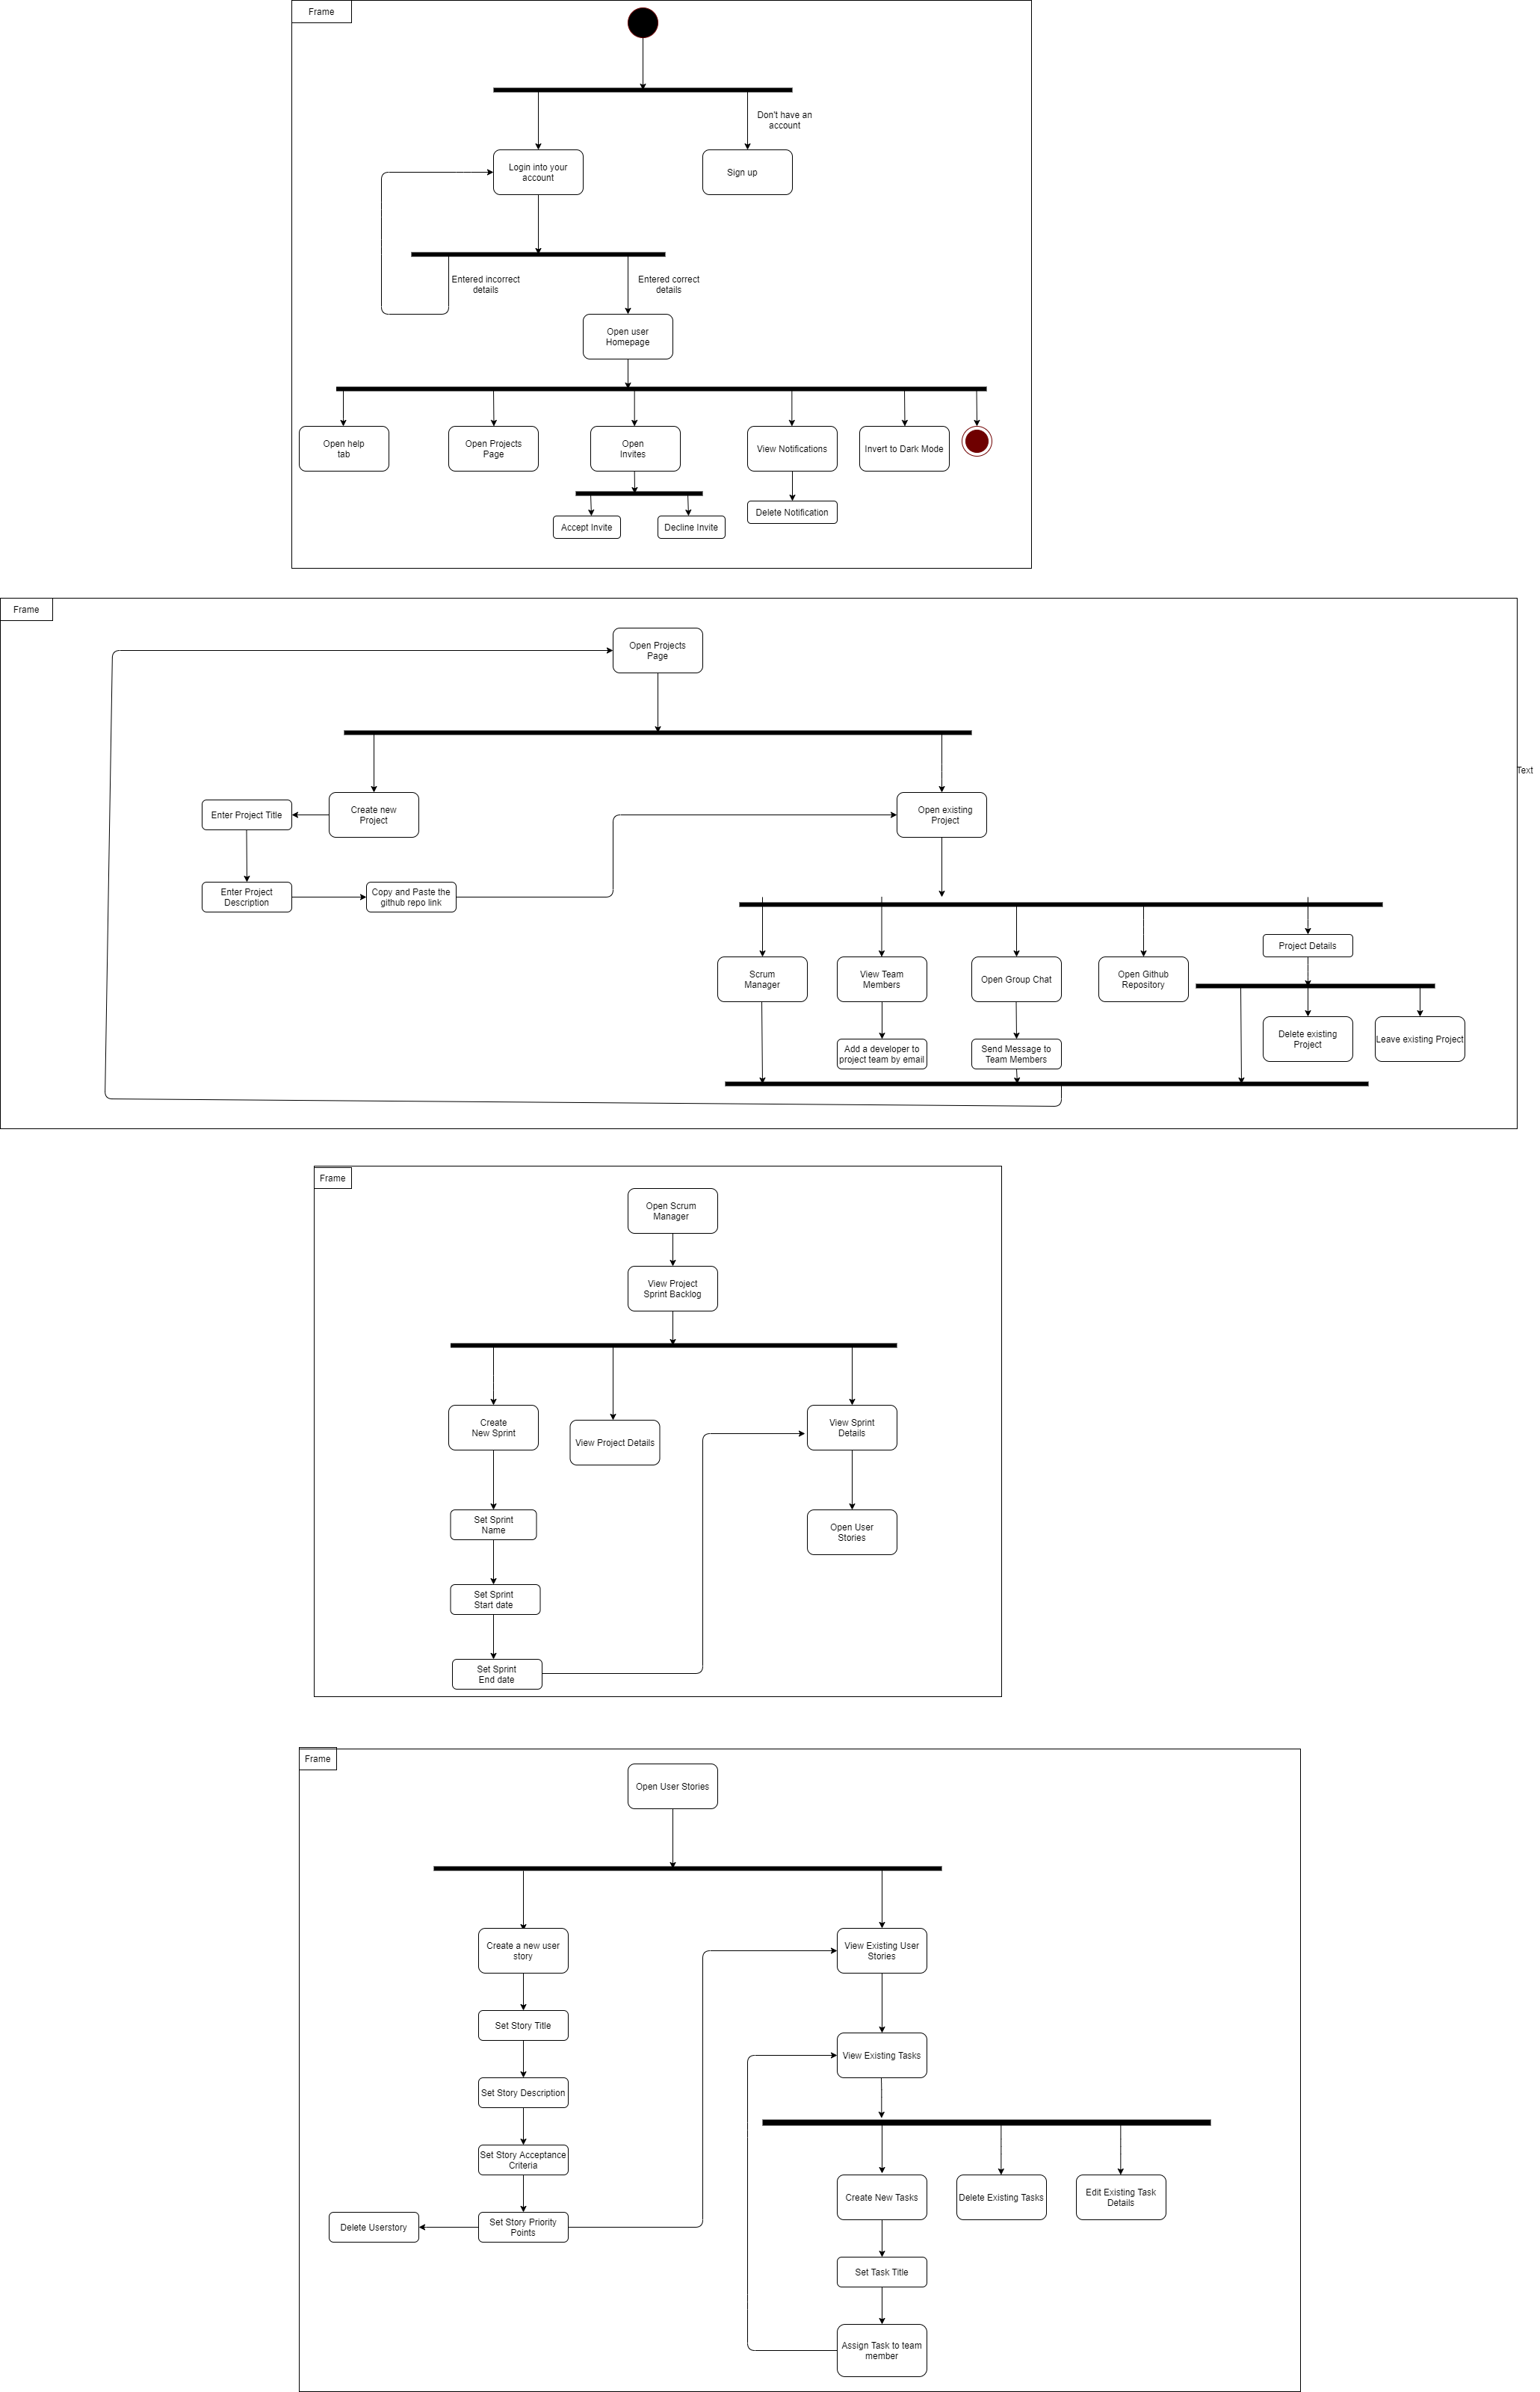 Frame
Don't have an
account
Login into your
account
Sign up
Entered incorrect
details
Entered correct
details
Open user
Homepage
Open help
tab
Open Projects
Page
Open
Invites
View Notifications
Invert to Dark Mode
Delete Notification
Accept Invite
Decline Invite
Frame
Open Projects
Page
Text
Enter Project Title
Create new
Project
Open existing
Project
Enter Project
Description
Copy and Paste the
github repo link
Project Details
Scrum
Manager
View Team
Members
Open Group Chat
Open Github
Repository
Delete existing
Project
Leave existing Project
Add a developer to
project team by email
Send Message to
Team Members
Frame
Open Scrum
Manager
View Project
Sprint Backlog
Create
New Sprint
View Project Details
View Sprint
Details
Set Sprint
Name
Open User
Stories
Set Sprint
Start date
Set Sprint
End date
Frame
Open User Stories
Create a new user
story
View Existing User
Stories
Set Story Title
View Existing Tasks
Set Story Description
Set Story Acceptance
Criteria
Create New Tasks
Delete Existing Tasks
Edit Existing Task
Details
Delete Userstory
Set Story Priority
Points
Set Task Title
Assign Task to team
member